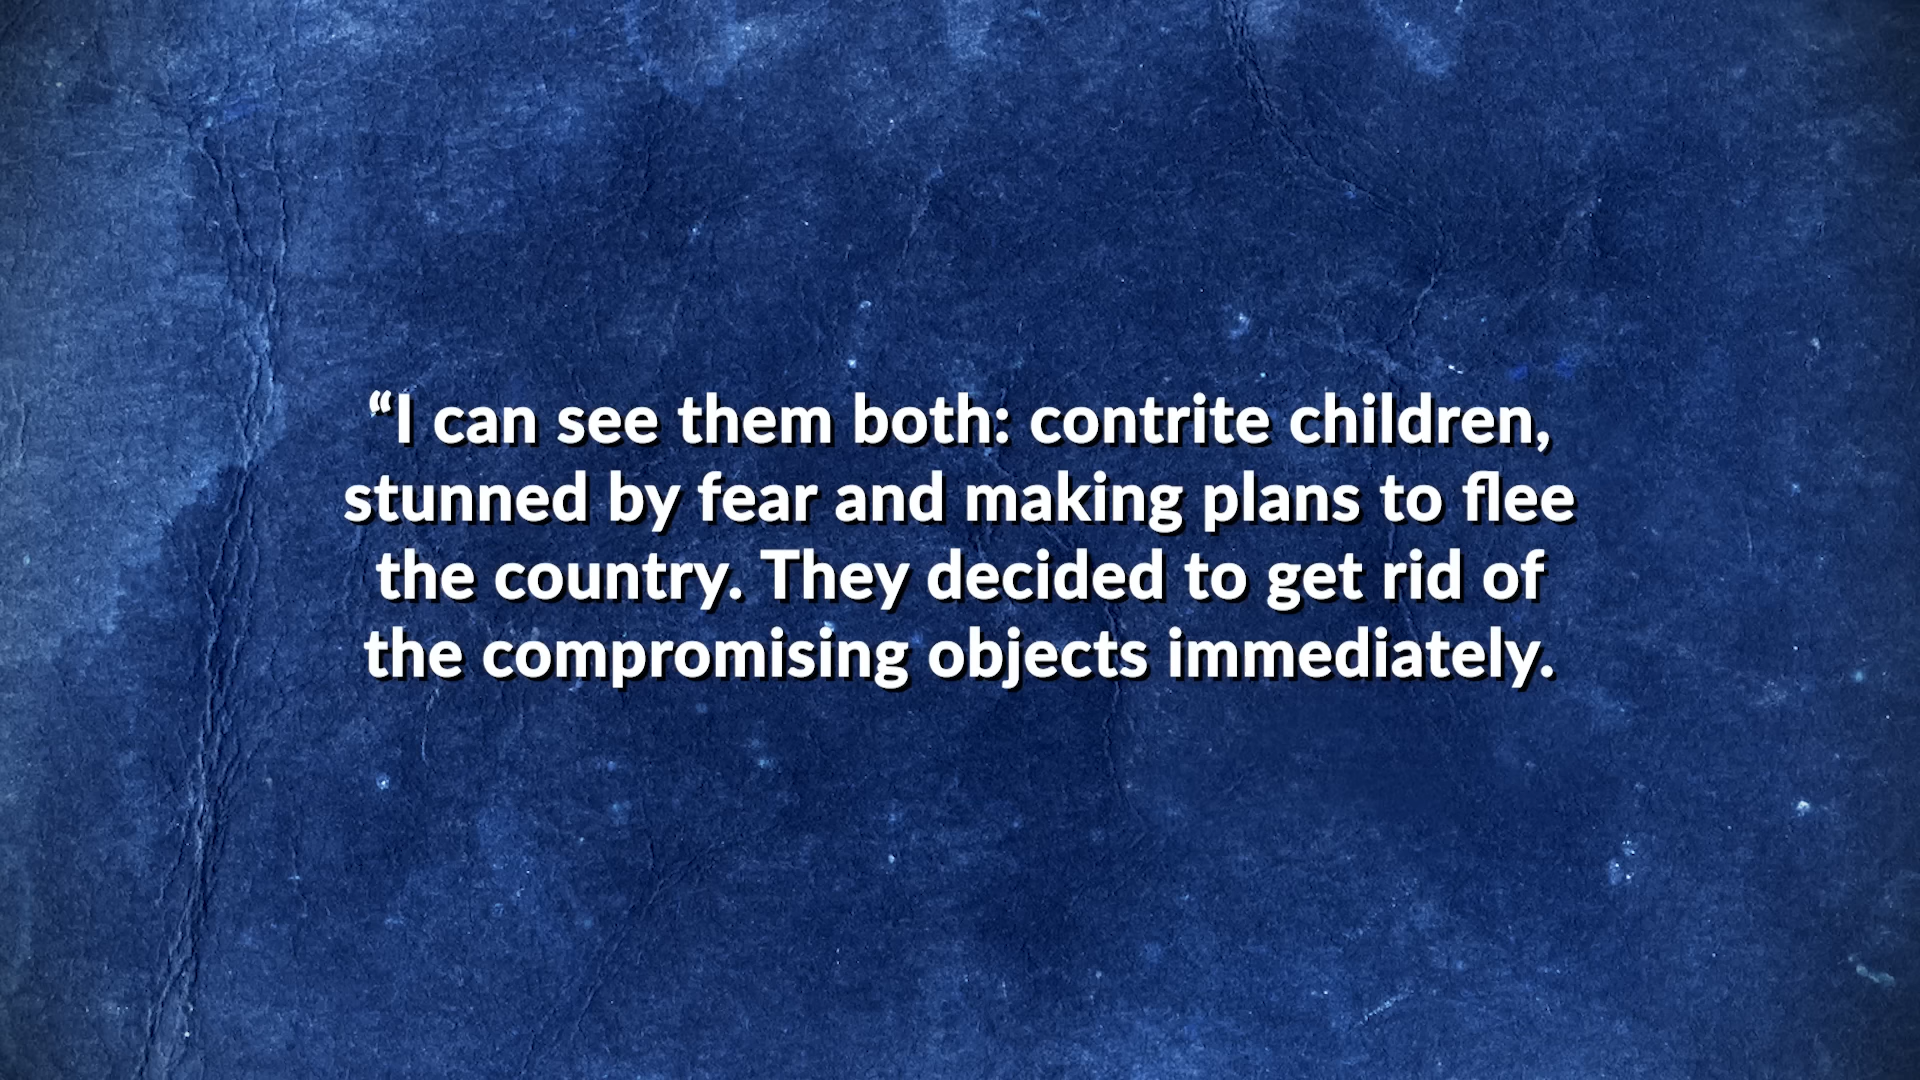 “I can see them both: contrite children,
stunned by fear and making plans to flee
the country. They decided to get rid of
the compromising objects immediately.